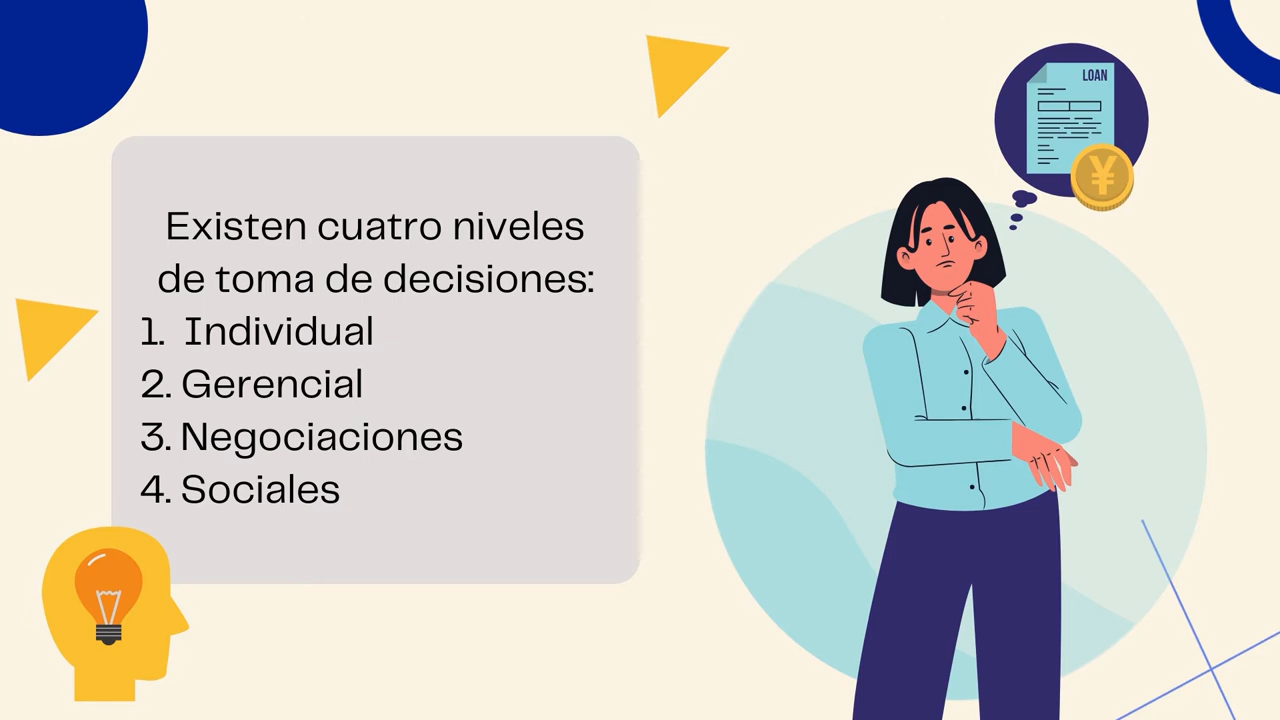 Existen cuatro niveles
de toma de decisiones:
1. Individual
2. Gerencial
3. Negociaciones
4. Sociales
LOAN
¥